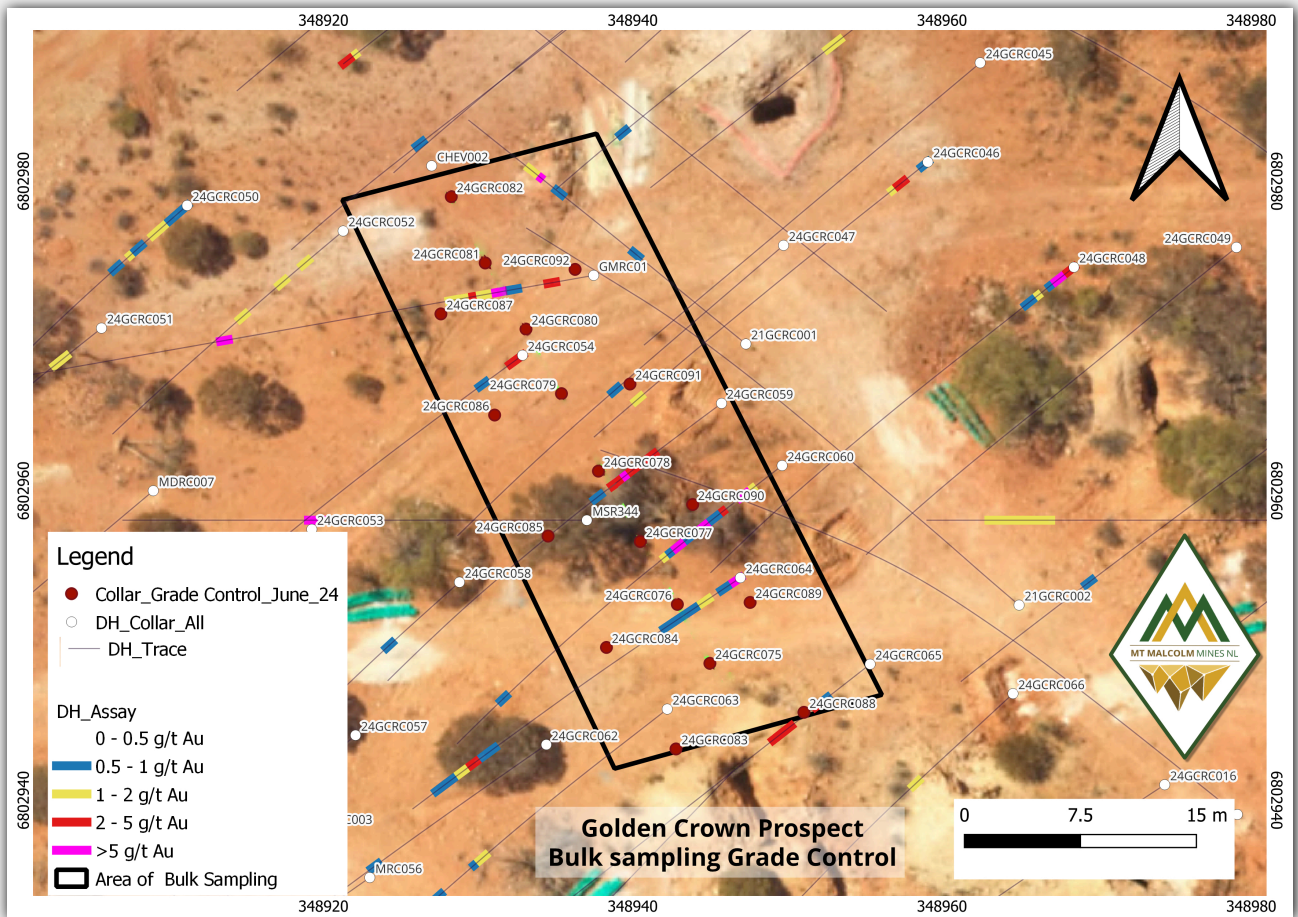 348920
348940
348960
348980
6802980
6802960
6802940
6802980
6802960
6802940
24GCRC045
CHEV002
24GCRC046
24GCRC082
24GCRC050
24GCRC052
24GCRC047
24GCRC049
24GCRC081
24GCRC092
GMRC01
24GCRC048
24GCRC087
24GCRC051
24GCRC080
21GCRC001
24GCRC054
24GCRC091
24GCRC079
24GCRC059
24GCRC086
24GCRC078
24GCRC060
MDRC007
24GCRC090
MSR344
24GCRC053
24GCRC085
24GCRC077
24GCRC058
24GCRC064
24GCRC076
24GCRC089
21GCRC002
24GCRC084
24GCRC075
24GCRC065
24GCRC066
24GCRC063
24GCRC088
24GCRC057
24GCRC062
24GCRC083
24GCRC016
C003
MRC056
Legend
Collar_Grade Control_June_24
DH_Collar_All
DH_Trace
DH_Assay
0 - 0.5 g/t Au
0.5 - 1 g/t Au
1 - 2 g/t Au
2 - 5 g/t Au
>5 g/t Au
Area of Bulk Sampling
MT MALCOLM MINES NL
Golden Crown Prospect
Bulk sampling Grade Control
0 7.5 15 m
348920
348940
348960
348980